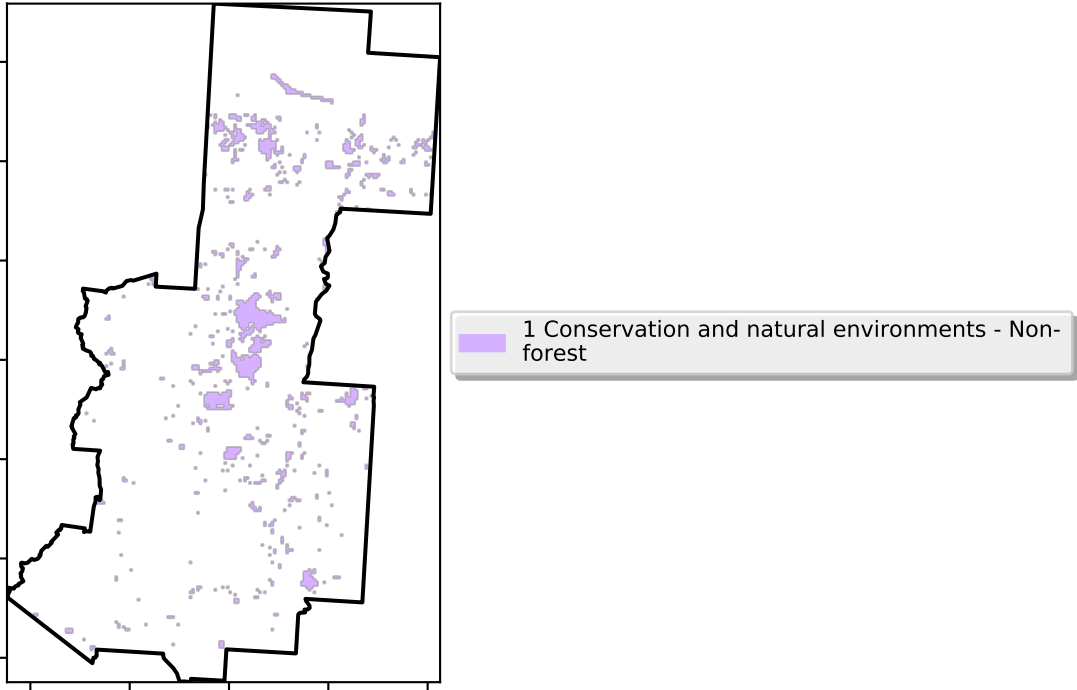 1 Conservation and natural environments - Non-
forest